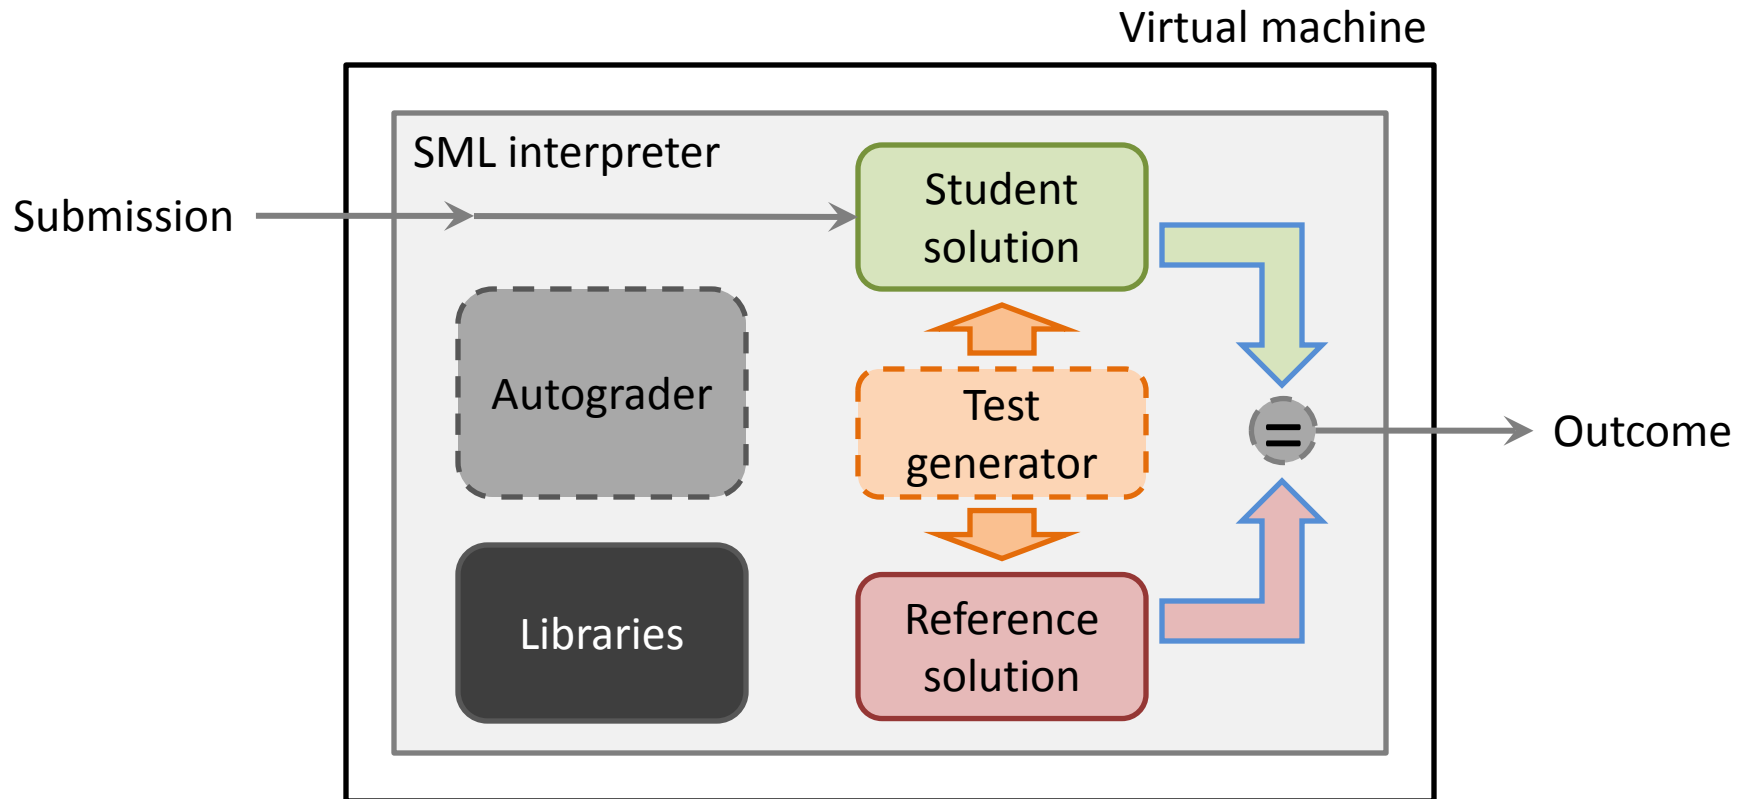 Virtual machine
SML interpreter
Submission
Student
solution
Autograder
Test
generator
=
Outcome
Libraries
Reference
solution